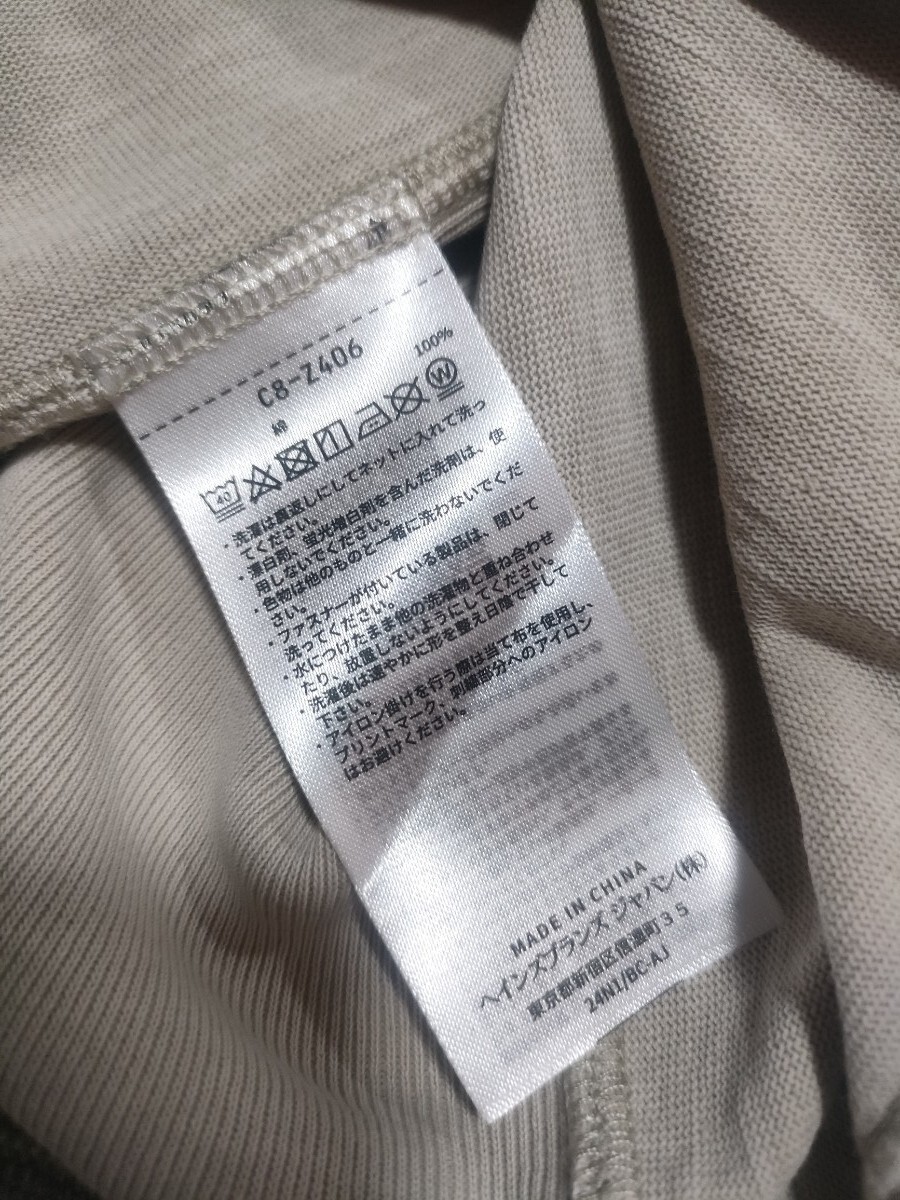 C8-Z406
綿 100%
40
W
・洗濯は裏返しにしてネットに入れて洗っ
てください。
・漂白剤、蛍光増白剤を含んだ洗剤は、使
用しないでください。
・色物は他のものと一緒に洗わないでくだ
さい。
・ファスナーが付いている製品は、閉じて
洗ってください。
・水につけたまま他の洗濯物と重ね合わせ
たり、放置しないようにしてください。
・洗濯後は速やかに形を整え日陰で干して
下さい。
・アイロン掛けを行う際は当て布を使用し、
プリントマーク、刺繍部分へのアイロン
はお避けください。
MADE IN CHINA
ヘインズブランズ ジャパン(株)
東京都新宿区信濃町35
24N1/BC-AJ